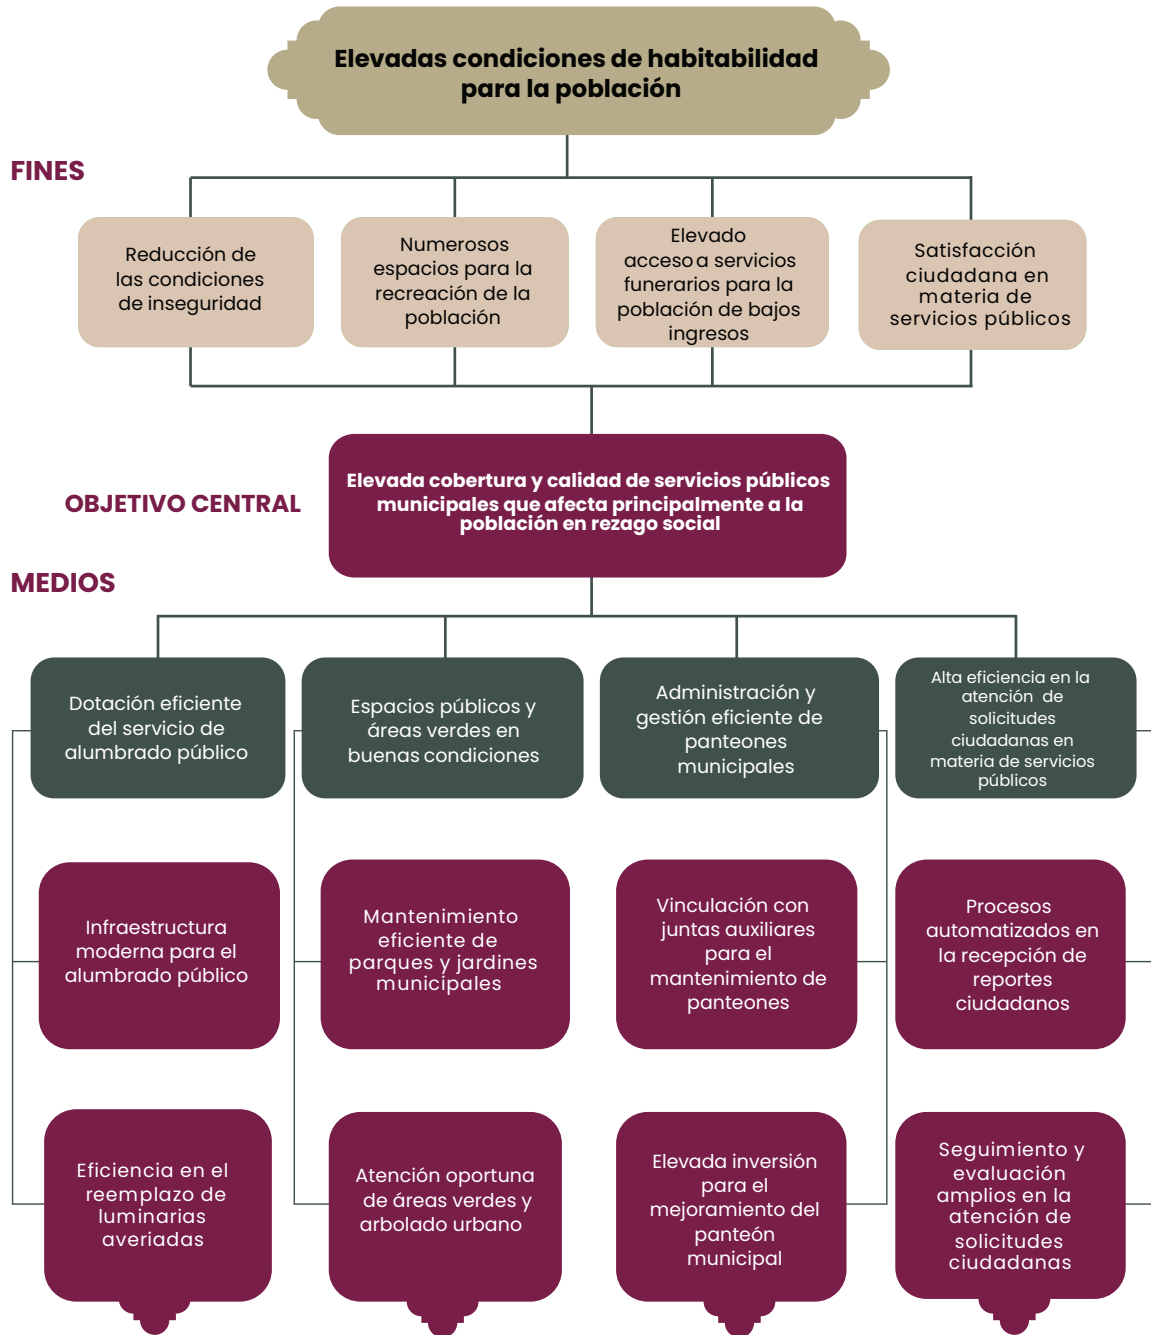 Elevadas condiciones de habitabilidad
para la población
FINES
Reducción de
las condiciones
de inseguridad
Numerosos
espacios para la
recreación de la
población
Elevado
acceso a servicios
funerarios para la
población de bajos
ingresos
Satisfacción
ciudadana en
materia de
servicios públicos
OBJETIVO CENTRAL
Elevada cobertura y calidad de servicios públicos
municipales que afecta principalmente a la
población en rezago social
MEDIOS
Dotación eficiente
del servicio de
alumbrado público
Espacios públicos y
áreas verdes en
buenas condiciones
Administración y
gestión eficiente de
panteones
municipales
Alta eficiencia en la
atención de
solicitudes
ciudadanas en
materia de servicios
públicos
Infraestructura
moderna para el
alumbrado público
Mantenimiento
eficiente de
parques y jardines
municipales
Vinculación con
juntas auxiliares
para el
mantenimiento de
panteones
Procesos
automatizados en
la recepción de
reportes
ciudadanos
Eficiencia en el
reemplazo de
luminarias
averiadas
Atención oportuna
de áreas verdes y
arbolado urbano
Elevada inversión
para el
mejoramiento del
panteón
municipal
Seguimiento y
evaluación
amplios en la
atención de
solicitudes
ciudadanas